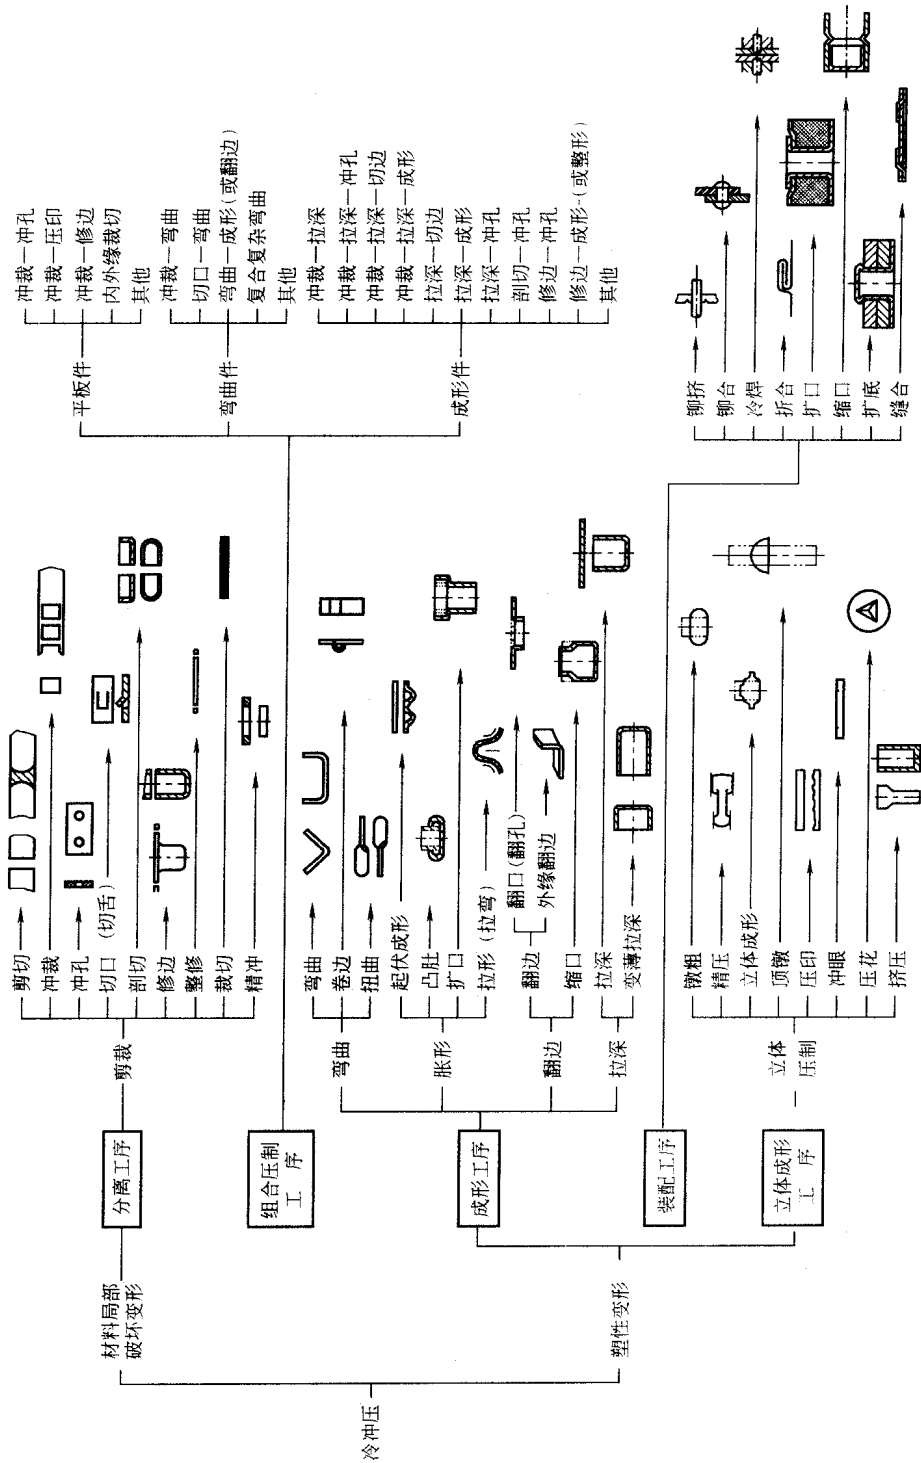 冷冲压
材料局部
破坏变形
分离工序
剪裁
剪切
冲裁
冲孔
切口(切舌)
剖切
修边
整修
裁切
精冲
组合压制
工 序
平板件
冲裁—冲孔
冲裁—压印
冲裁—修边
内外缘裁切
其他
弯曲件
冲裁—弯曲
切口—弯曲
弯曲—成形(或翻边)
复合复杂弯曲
其他
成形件
冲裁—拉深
冲裁—拉深—冲孔
冲裁—拉深—切边
冲裁—拉深—成形
拉深—切边
拉深—成形
拉深—冲孔
剖切—冲孔
修边—冲孔
修边—成形-(或整形)
其他
塑性变形
成形工序
弯曲
弯曲
卷边
扭曲
胀形
起伏成形
凸肚
扩口
拉形(拉弯)
翻边
翻边
翻口(翻孔)
外缘翻边
缩口
拉深
拉深
变薄拉深
装配工序
铆挤
铆合
冷焊
折合
扩口
缩口
扩底
缝合
立体成形
工 序
立体
压制
镦粗
精压
立体成形
顶镦
压印
冲眼
压花
挤压